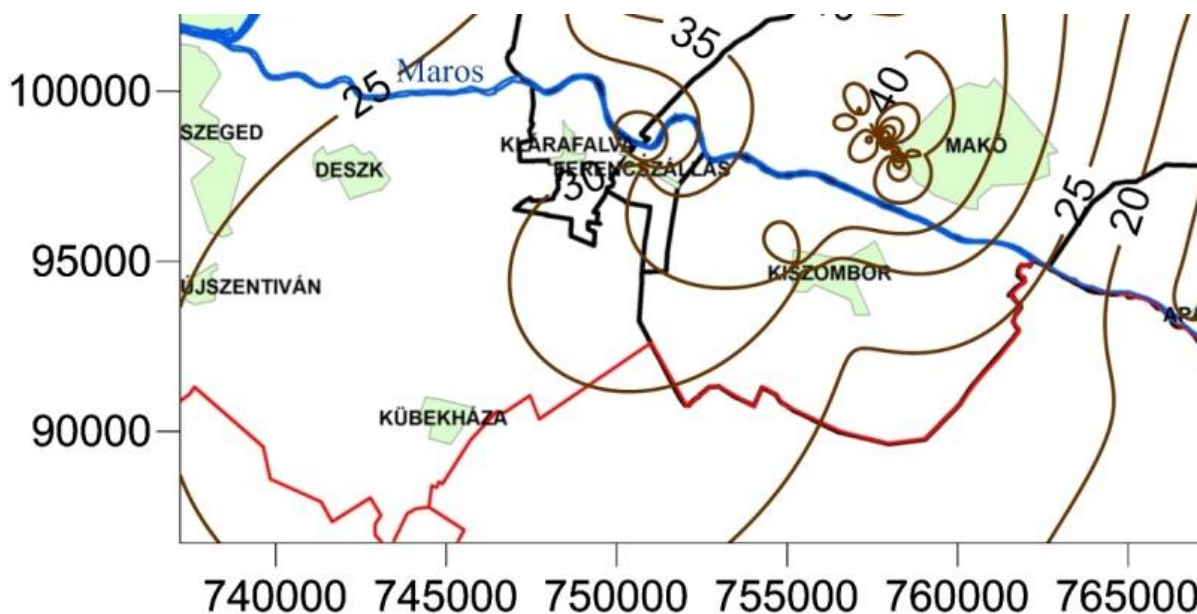 35
100000
Maros
25
40
SZEGED
KLÁRAFALVA
MAKÓ
DESZK
FERENCSZÁLLÁS
30
25
20
95000
KISZOMBOR
ÚJSZENTIVÁN
90000
KÜBEKHÁZA
740000 745000 750000 755000 760000 765000